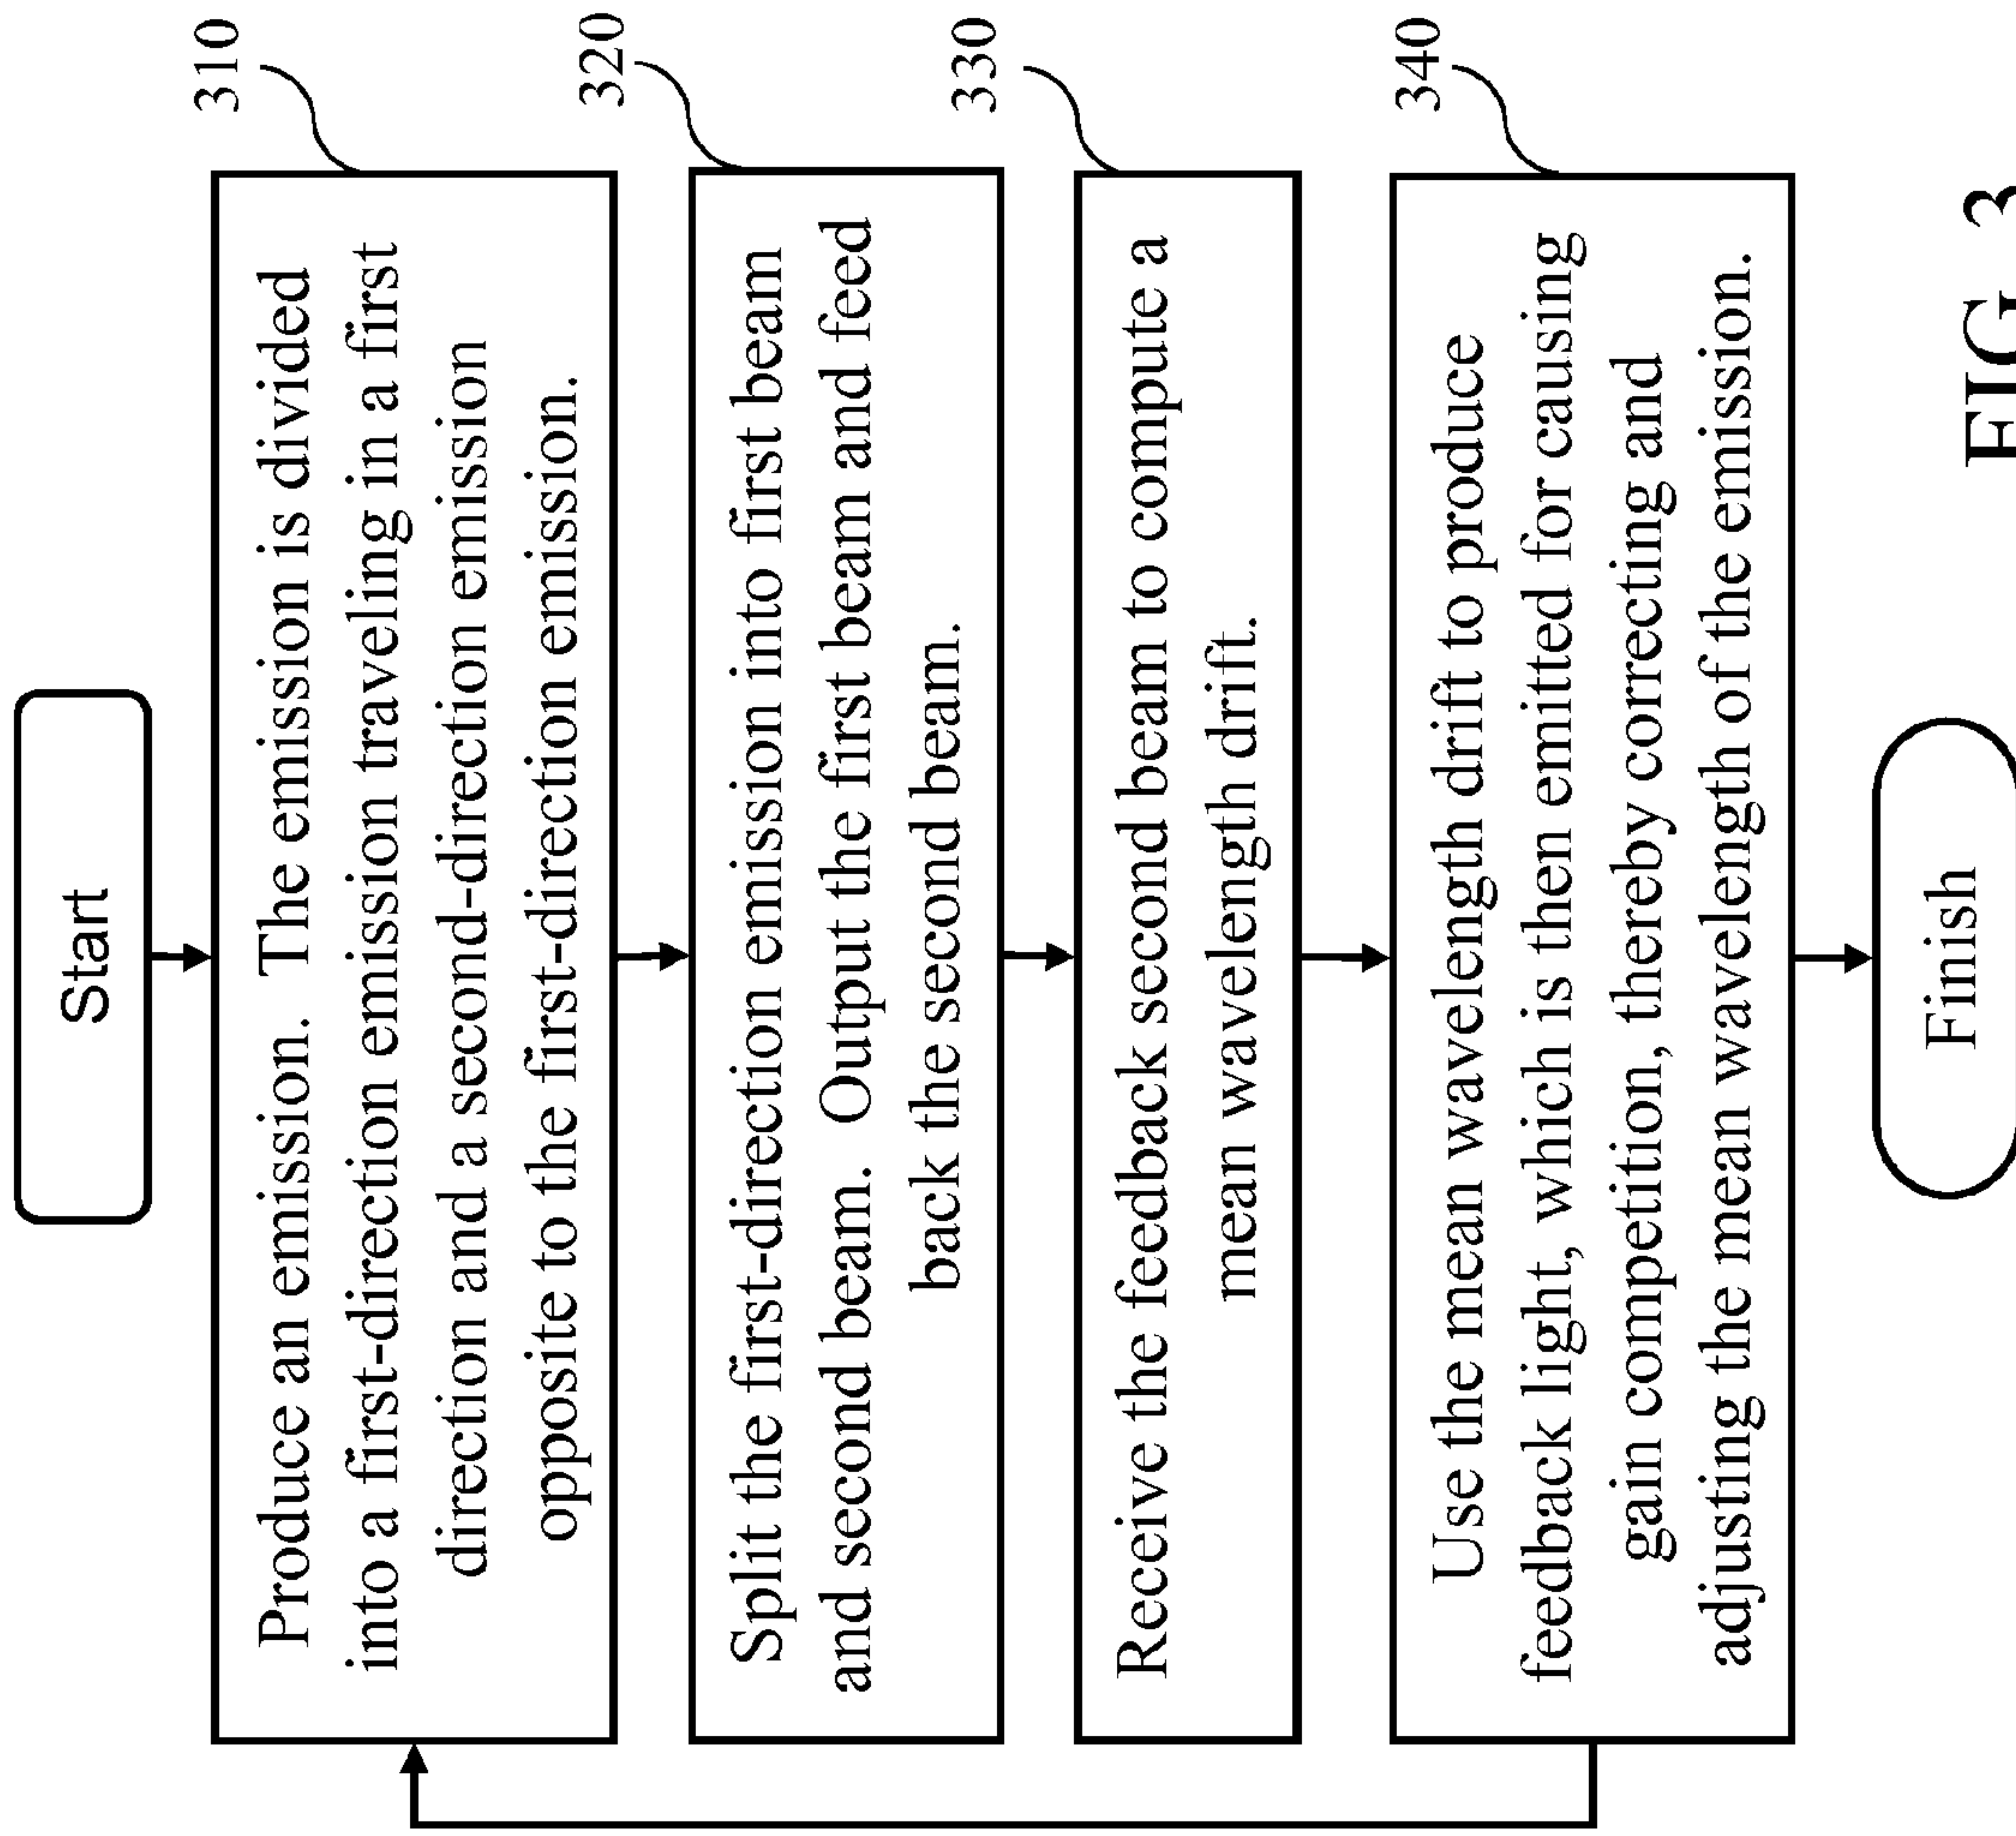 Start
310
Produce an emission. The emission is divided
into a first-direction emission traveling in a first
direction and a second-direction emission
opposite to the first-direction emission.
320
Split the first-direction emission into first beam
and second beam. Output the first beam and feed
back the second beam.
330
Receive the feedback second beam to compute a
mean wavelength drift.
340
Use the mean wavelength drift to produce
feedback light, which is then emitted for causing
gain competition, thereby correcting and
adjusting the mean wavelength of the emission.
Finish
FIG. 3